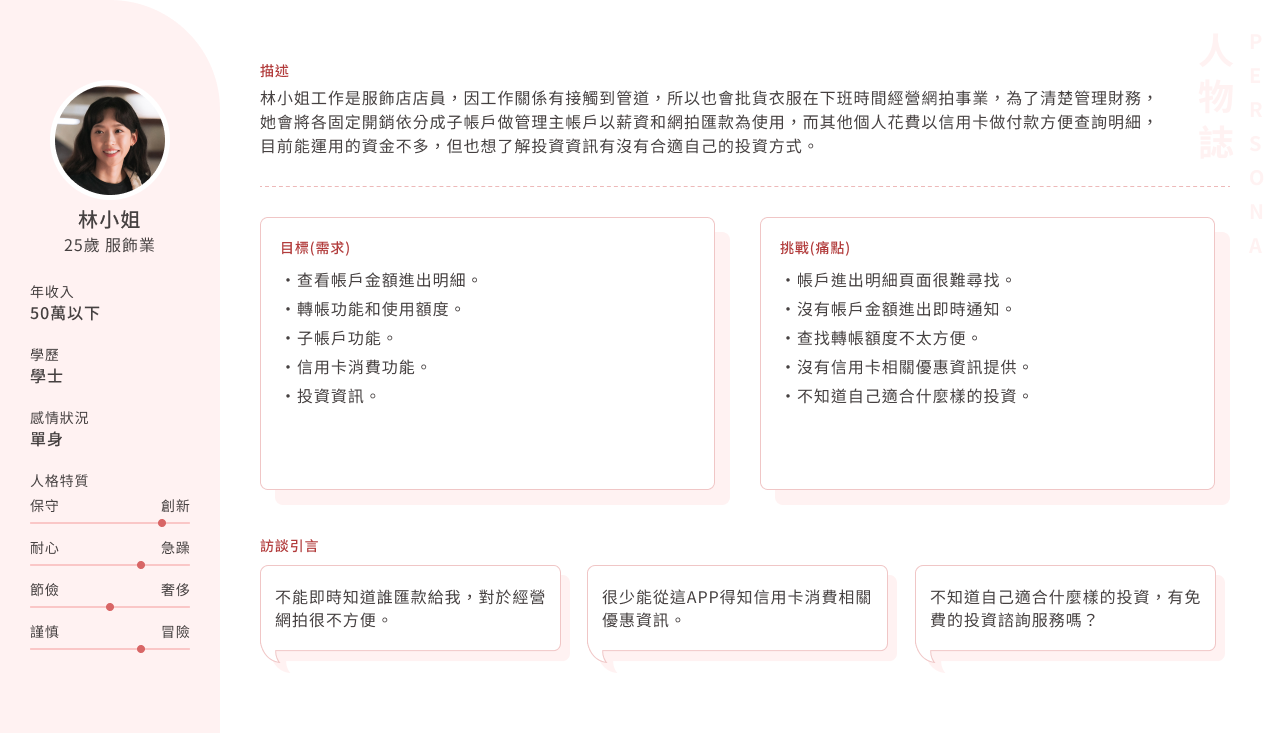 林小姐
25歲 服飾業
年收入
50萬以下
學歷
學士
感情狀況
單身
人格特質
保守 創新
耐心 急躁
節儉 奢侈
謹慎 冒險
描述
林小姐工作是服飾店店員，因工作關係有接觸到管道，所以也會批貨衣服在下班時間經營網拍事業，為了清楚管理財務，
她會將各固定開銷依分成子帳戶做管理主帳戶以薪資和網拍匯款為使用，而其他個人花費以信用卡做付款方便查詢明細，
目前能運用的資金不多，但也想了解投資資訊有沒有合適自己的投資方式。
目標(需求)
・查看帳戶金額進出明細。
・轉帳功能和使用額度。
・子帳戶功能。
・信用卡消費功能。
・投資資訊。
挑戰(痛點)
・帳戶進出明細頁面很難尋找。
・沒有帳戶金額進出即時通知。
・查找轉帳額度不太方便。
・沒有信用卡相關優惠資訊提供。
・不知道自己適合什麼樣的投資。
訪談引言
不能即時知道誰匯款給我，對於經營
網拍很不方便。
很少能從這APP得知信用卡消費相關
優惠資訊。
不知道自己適合什麼樣的投資，有免
費的投資諮詢服務嗎？
人物誌
PERSONA